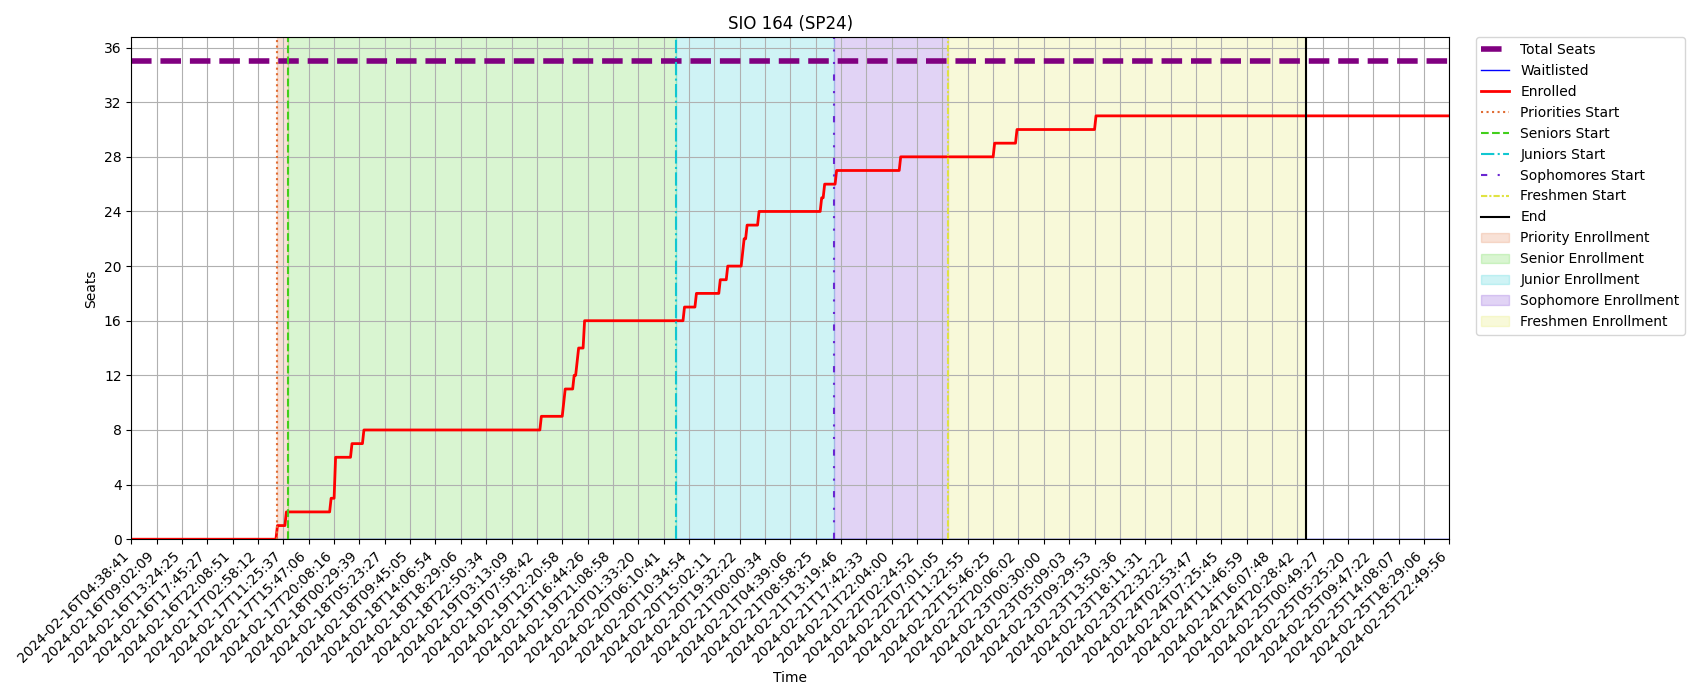 SIO 164 (SP24)
Seats
36
32
28
24
20
16
12
8
4
0
2024-02-16T04:38:41
2024-02-16T09:02:09
2024-02-16T13:24:25
2024-02-16T17:45:27
2024-02-16T22:08:51
2024-02-17T02:58:12
2024-02-17T11:25:37
2024-02-17T15:47:06
2024-02-17T20:08:16
2024-02-18T00:29:39
2024-02-18T05:23:27
2024-02-18T09:45:05
2024-02-18T14:06:54
2024-02-18T18:29:06
2024-02-18T22:50:34
2024-02-19T03:13:09
2024-02-19T07:58:42
2024-02-19T12:20:58
2024-02-19T16:44:26
2024-02-19T21:08:58
2024-02-20T01:33:20
2024-02-20T06:10:41
2024-02-20T10:34:54
2024-02-20T15:02:11
2024-02-20T19:32:22
2024-02-21T00:00:34
2024-02-21T04:39:06
2024-02-21T08:58:25
2024-02-21T13:19:46
2024-02-21T17:42:33
2024-02-21T22:04:00
2024-02-22T02:24:52
2024-02-22T07:01:05
2024-02-22T11:22:55
2024-02-22T15:46:25
2024-02-22T20:06:02
2024-02-23T00:30:00
2024-02-23T05:09:03
2024-02-23T09:29:53
2024-02-23T13:50:36
2024-02-23T18:11:31
2024-02-23T22:32:22
2024-02-24T02:53:47
2024-02-24T07:25:45
2024-02-24T11:46:59
2024-02-24T16:07:48
2024-02-24T20:28:42
2024-02-25T00:49:27
2024-02-25T05:25:20
2024-02-25T09:47:22
2024-02-25T14:08:07
2024-02-25T18:29:06
2024-02-25T22:49:56
Time
Total Seats
Waitlisted
Enrolled
Priorities Start
Seniors Start
Juniors Start
Sophomores Start
Freshmen Start
End
Priority Enrollment
Senior Enrollment
Junior Enrollment
Sophomore Enrollment
Freshmen Enrollment